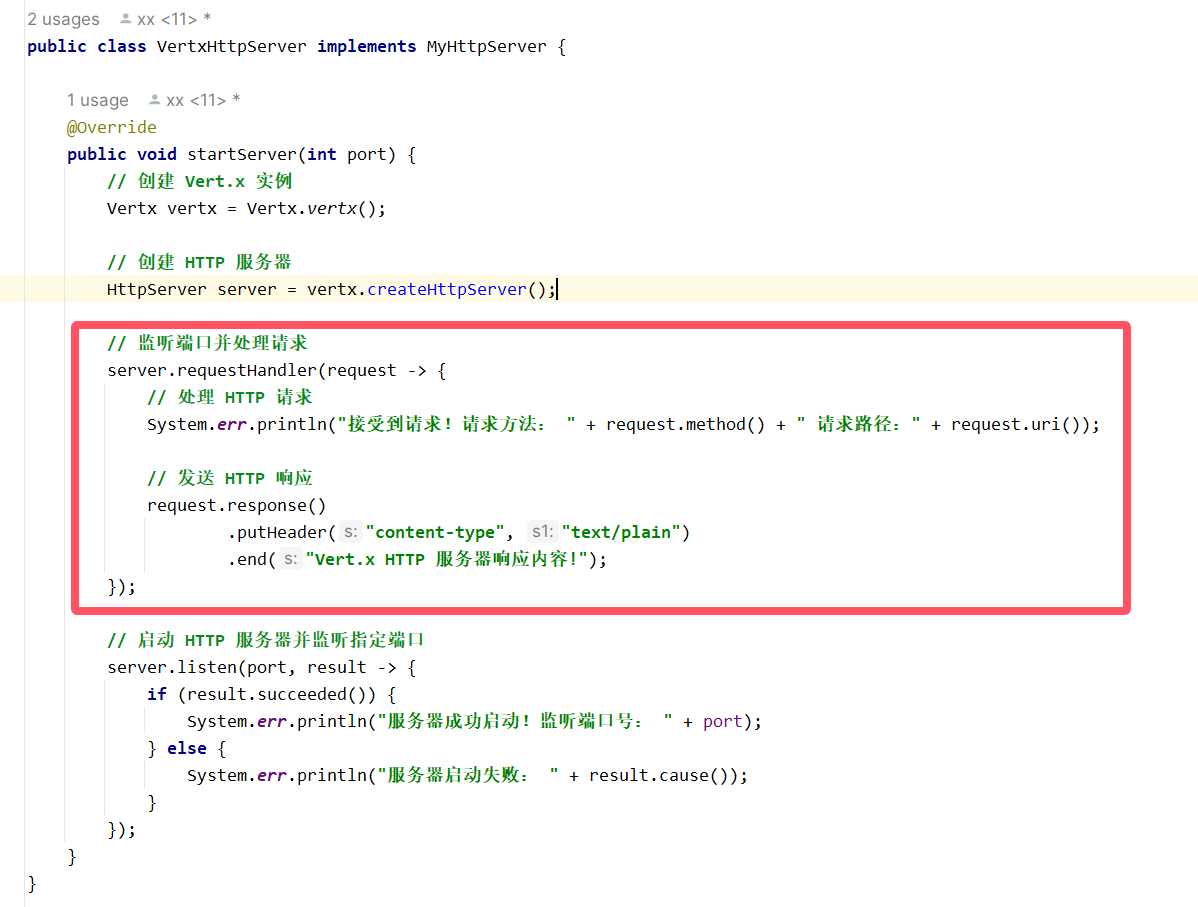 2 usages xx <11> *
public class VertxHttpServer implements MyHttpServer {
1 usage xx <11> *
@Override
public void startServer(int port) {
// 创建 Vert.x 实例
Vertx vertx = Vertx.vertx();
// 创建 HTTP 服务器
HttpServer server = vertx.createHttpServer();
// 监听端口并处理请求
server.requestHandler(request -> {
// 处理 HTTP 请求
System.err.println("接受到请求！请求方法： " + request.method() + " 请求路径：" + request.uri());
// 发送 HTTP 响应
request.response()
.putHeader( s: "content-type", s1: "text/plain")
.end( s: "Vert.x HTTP 服务器响应内容!");
});
// 启动 HTTP 服务器并监听指定端口
server.listen(port, result -> {
if (result.succeeded()) {
System.err.println("服务器成功启动！监听端口号： " + port);
} else {
System.err.println("服务器启动失败： " + result.cause());
}
});
}
}